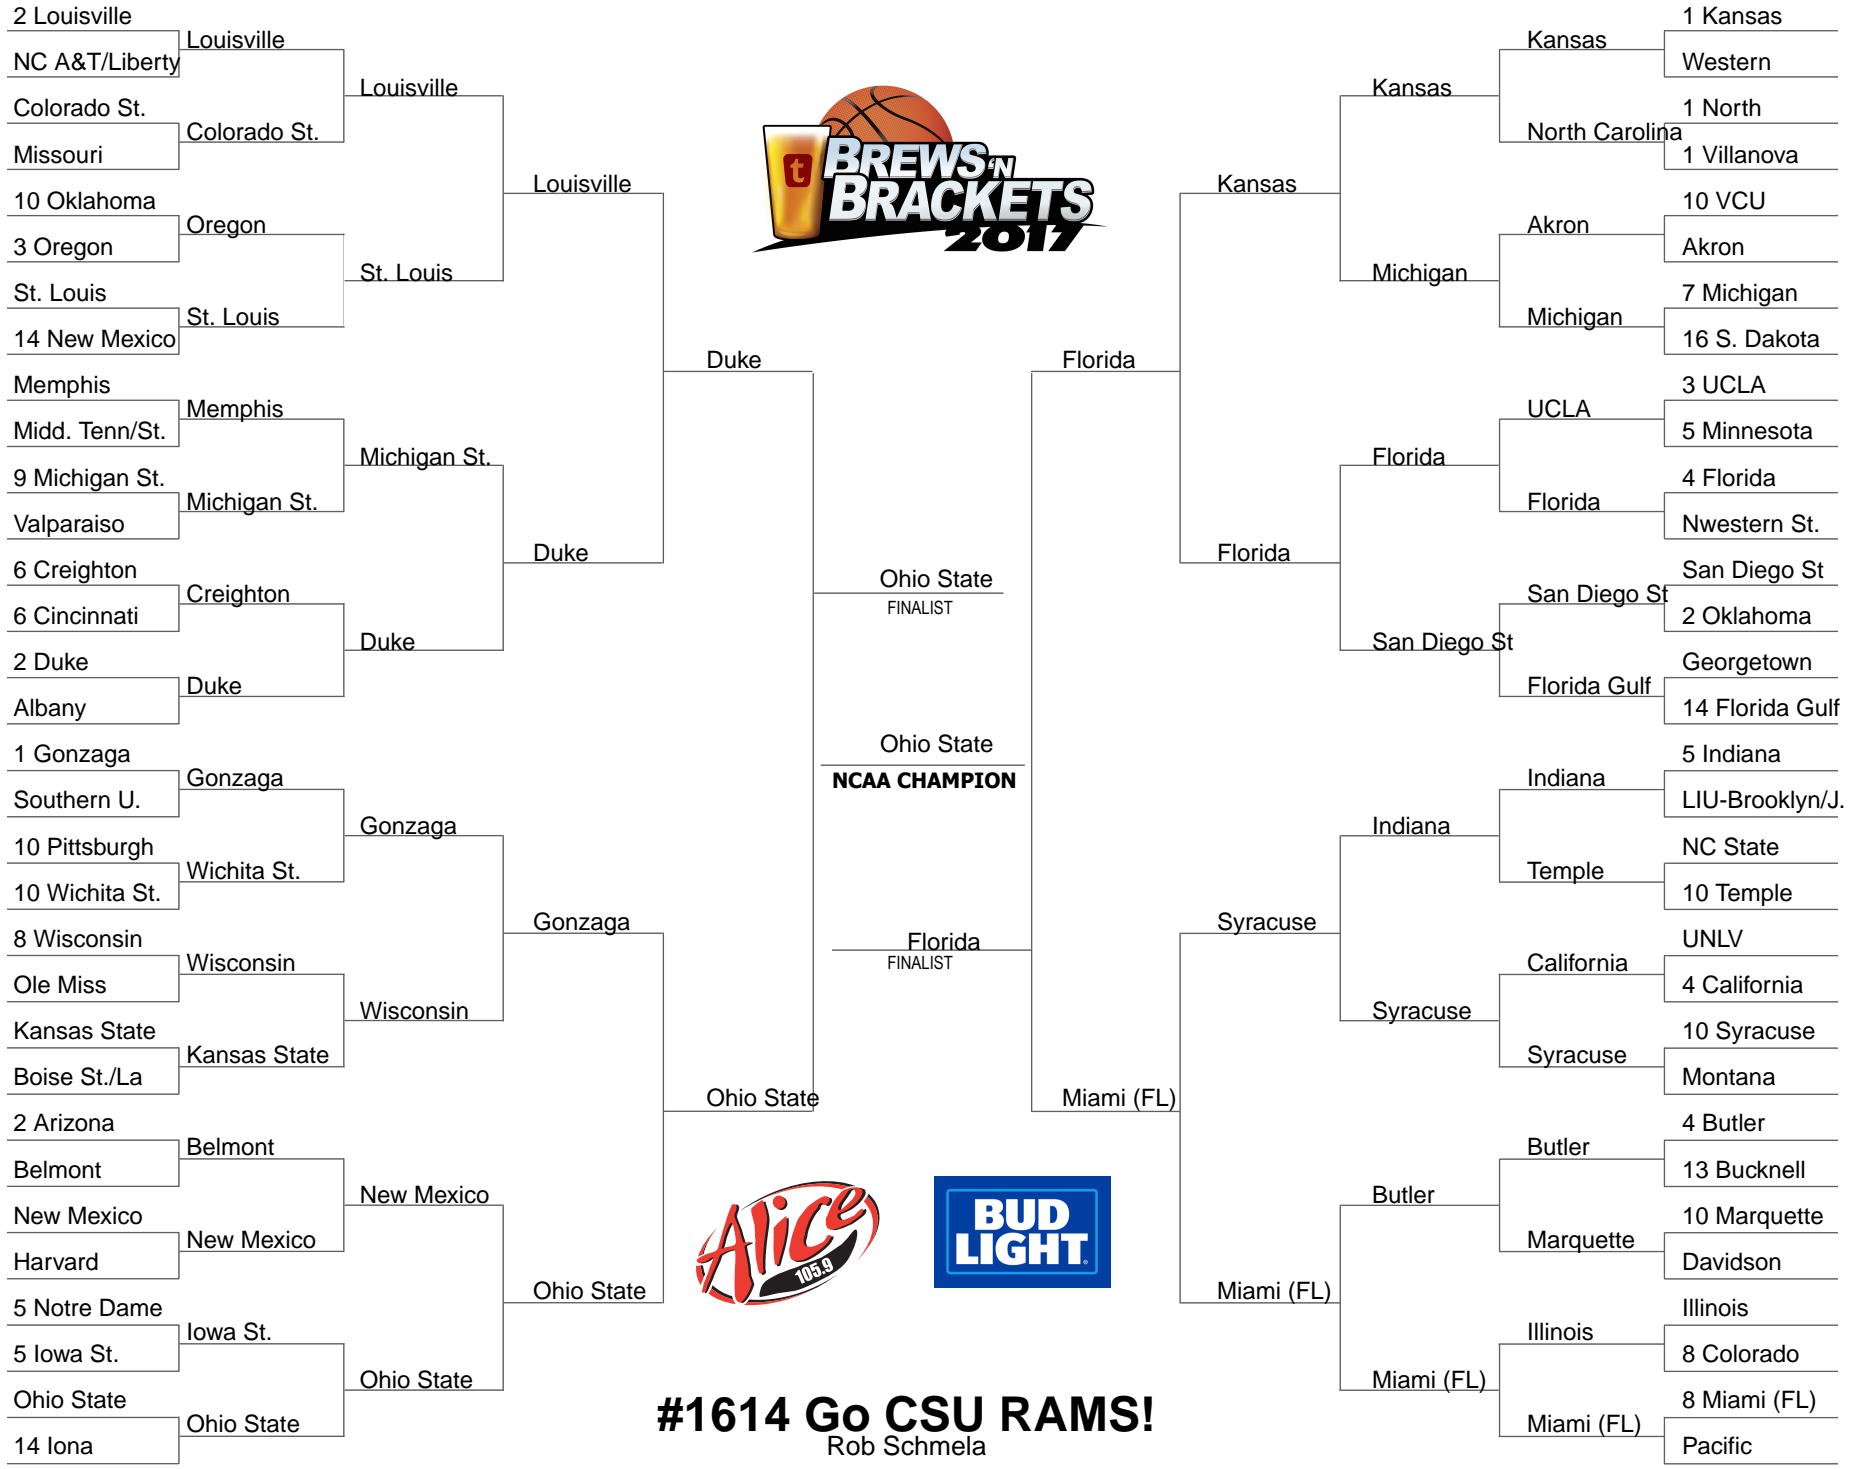 2 Louisville
NC A&T/Liberty
Colorado St.
Missouri
10 Oklahoma
3 Oregon
St. Louis
14 New Mexico
Memphis
Midd. Tenn/St.
9 Michigan St.
Valparaiso
6 Creighton
6 Cincinnati
2 Duke
Albany
1 Gonzaga
Southern U.
10 Pittsburgh
10 Wichita St.
8 Wisconsin
Ole Miss
Kansas State
Boise St./La
2 Arizona
Belmont
New Mexico
Harvard
5 Notre Dame
5 Iowa St.
Ohio State
14 Iona
Louisville
Colorado St.
Oregon
St. Louis
Memphis
Michigan St.
Creighton
Duke
Gonzaga
Wichita St.
Wisconsin
Kansas State
Belmont
New Mexico
Iowa St.
Ohio State
Louisville
St. Louis
Michigan St.
Duke
Gonzaga
Wisconsin
New Mexico
Ohio State
Louisville
Duke
Gonzaga
Ohio State
Duke
Ohio State
t
BREWS 'N
BRACKETS
2017
Ohio State
FINALIST
Ohio State
NCAA CHAMPION
Florida
FINALIST
Alice
105.9
BUD
LIGHT
#1614 Go CSU RAMS!
Rob Schmela
Florida
Miami (FL)
Kansas
Florida
Syracuse
Miami (FL)
Kansas
Michigan
Florida
San Diego St
Indiana
Syracuse
Butler
Miami (FL)
Kansas
North Carolina
Akron
Michigan
UCLA
Florida
San Diego St
Florida Gulf
Indiana
Temple
California
Syracuse
Butler
Marquette
Illinois
Miami (FL)
1 Kansas
Western
1 North
1 Villanova
10 VCU
Akron
7 Michigan
16 S. Dakota
3 UCLA
5 Minnesota
4 Florida
Nwestern St.
San Diego St
2 Oklahoma
Georgetown
14 Florida Gulf
5 Indiana
LIU-Brooklyn/J.
NC State
10 Temple
UNLV
4 California
10 Syracuse
Montana
4 Butler
13 Bucknell
10 Marquette
Davidson
Illinois
8 Colorado
8 Miami (FL)
Pacific